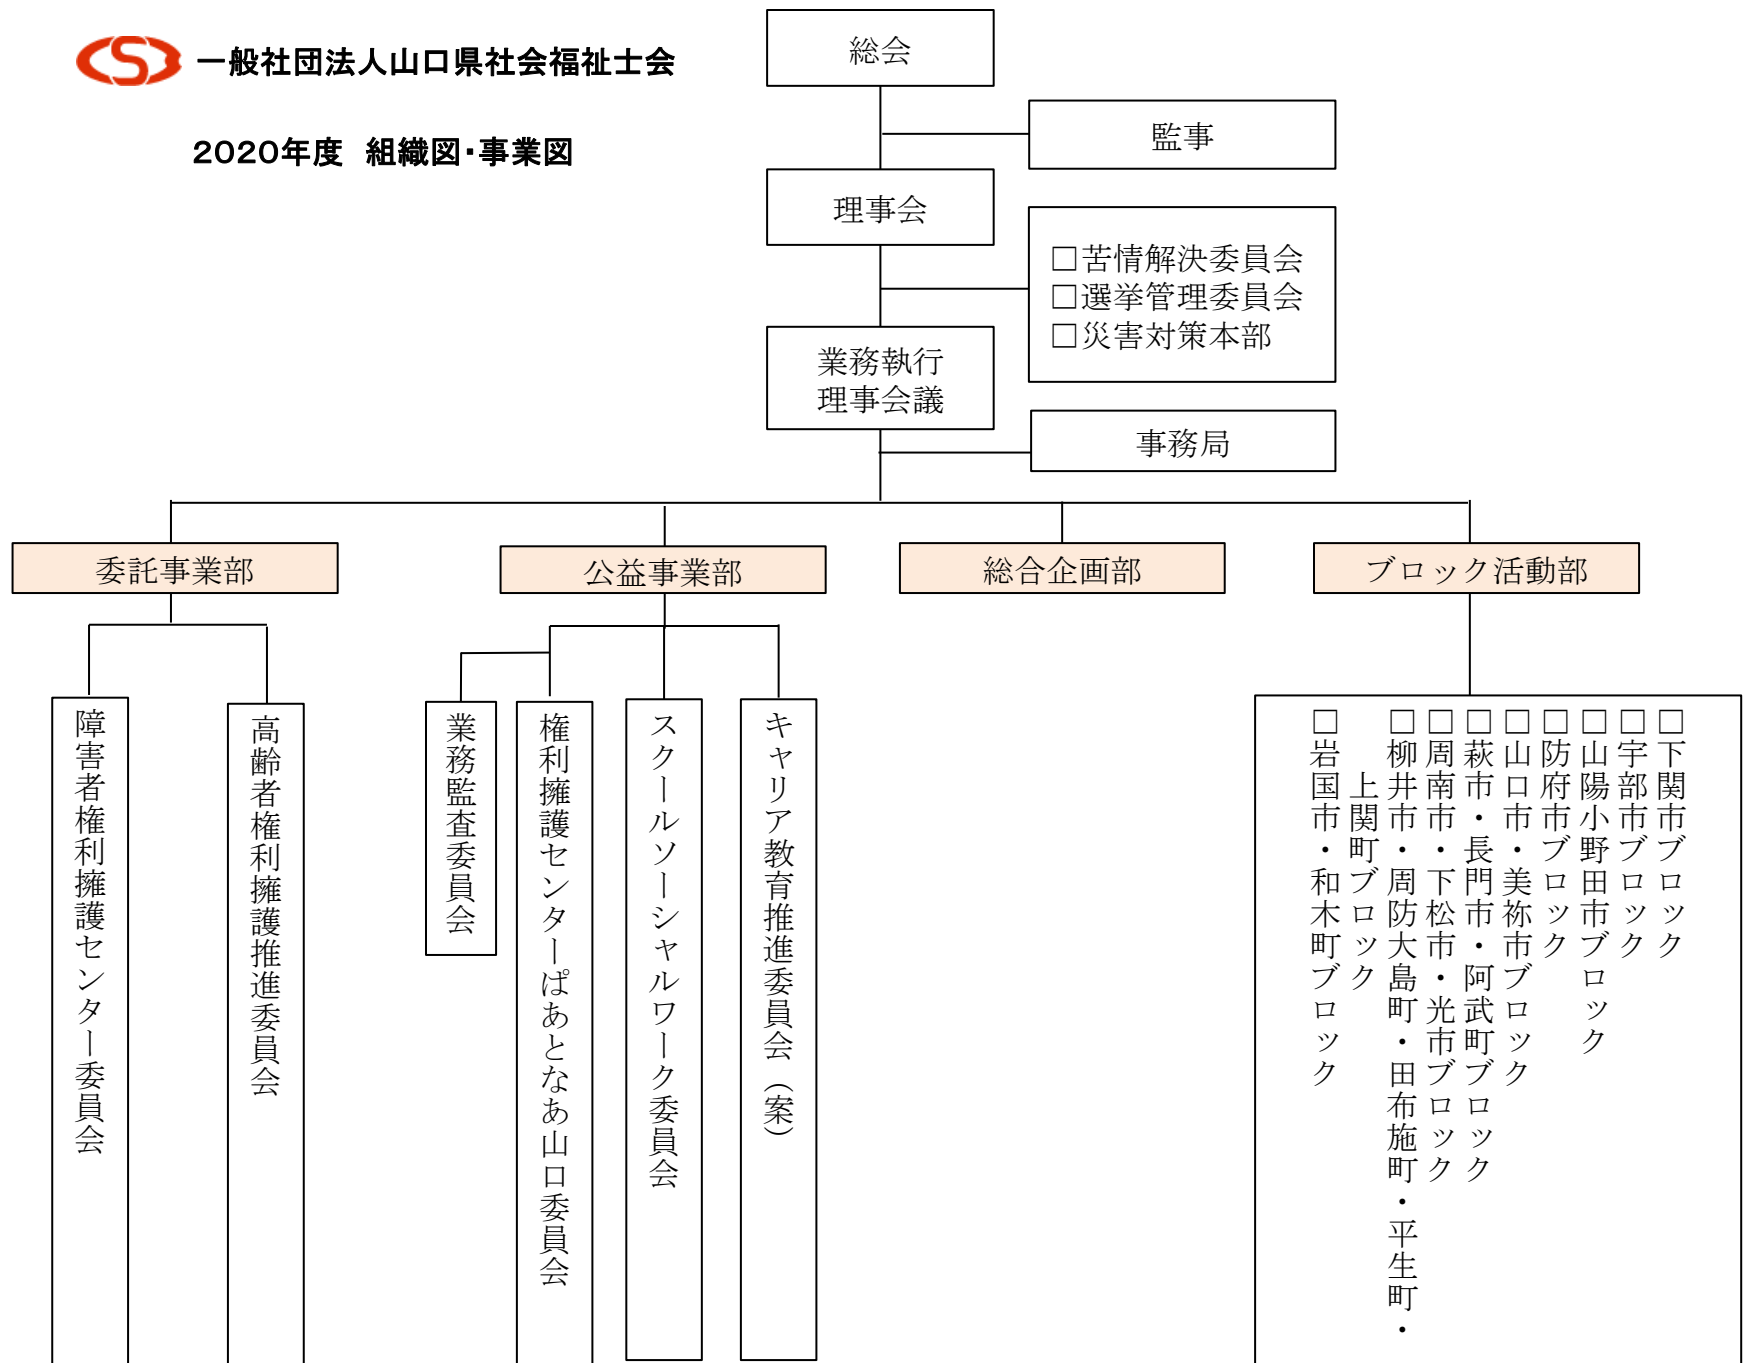 一般社団法人山口県社会福祉士会
2020年度 組織図・事業図
総会
監事
理事会
□苦情解決委員会
□選挙管理委員会
□災害対策本部
業務執行
理事会議
事務局
委託事業部
公益事業部
総合企画部
ブロック活動部
障害者権利擁護センター委員会
高齢者権利擁護推進委員会
業務監査委員会
権利擁護センターぱあとなあ山口委員会
スクールソーシャルワーク委員会
キャリア教育推進委員会（案）
□下関市ブロック
□宇部市ブロック
□山陽小野田市ブロック
□防府市ブロック
□山口市・美祢市ブロック
□萩市・長門市・阿武町ブロック
□周南市・下松市・光市ブロック
□柳井市・周防大島町・田布施町・平生町・
上関町ブロック
□岩国市・和木町ブロック